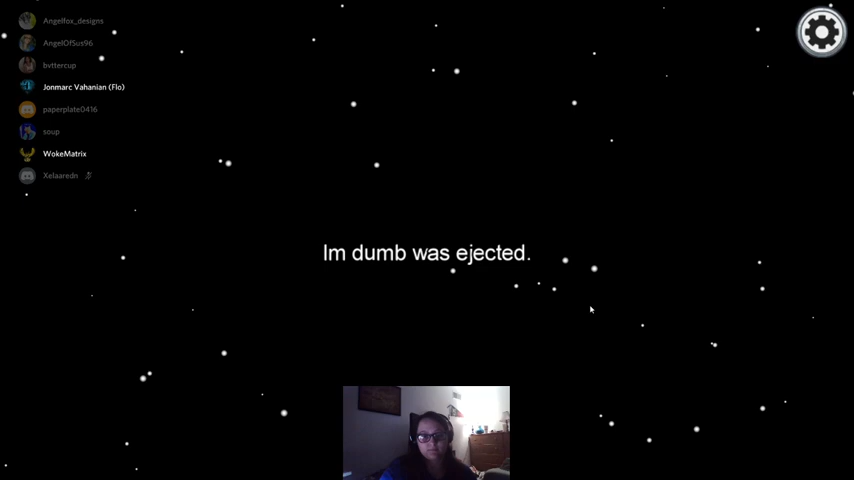 Angelfox_designs
AngelOfSus96
bvttercup
Jonmarc Vahanian (Flo)
paperplate0416
soup
WokeMatrix
Xelaaredn
Im dumb was ejected.